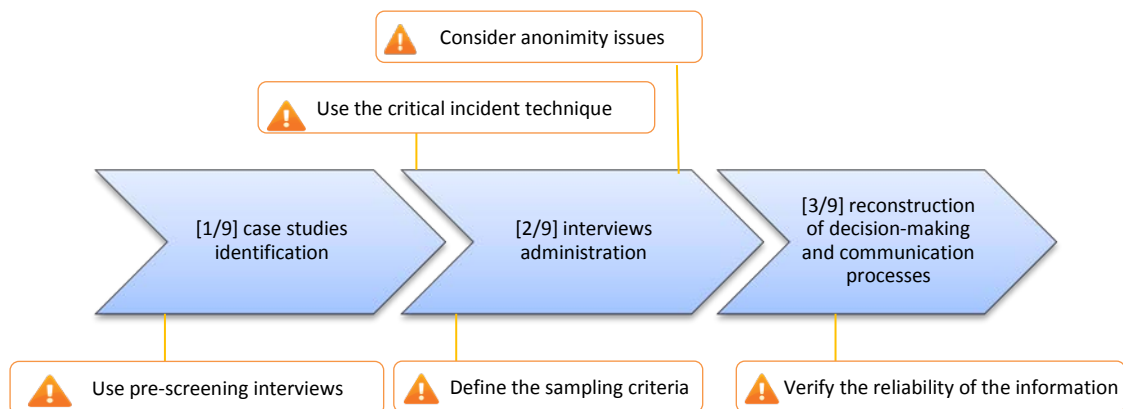 Consider anonimity issues
Use the critical incident technique
[1/9] case studies
identification
[2/9] interviews
administration
[3/9] reconstruction
of decision-making
and communication
processes
Use pre-screening interviews
Define the sampling criteria
Verify the reliability of the information